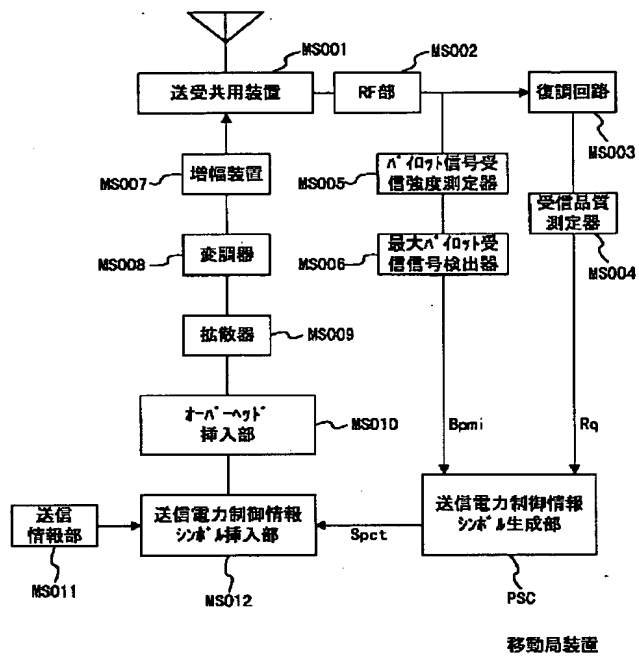 MS001
送受共用装置
MS002
RF部
復調回路
MS003
MS007
増幅装置
MS005
パイロット信号受
信強度測定器
受信品質
測定器
MS004
MS008
変調器
MS006
最大パイロット受
信信号検出器
拡散器
MS009
オーバーヘッド
挿入部
MS010
Bpmi
Rq
送信
情報部
MS011
送信電力制御情報
シンボル挿入部
MS012
Spct
送信電力制御情報
シンボル生成部
PSC
移動局装置